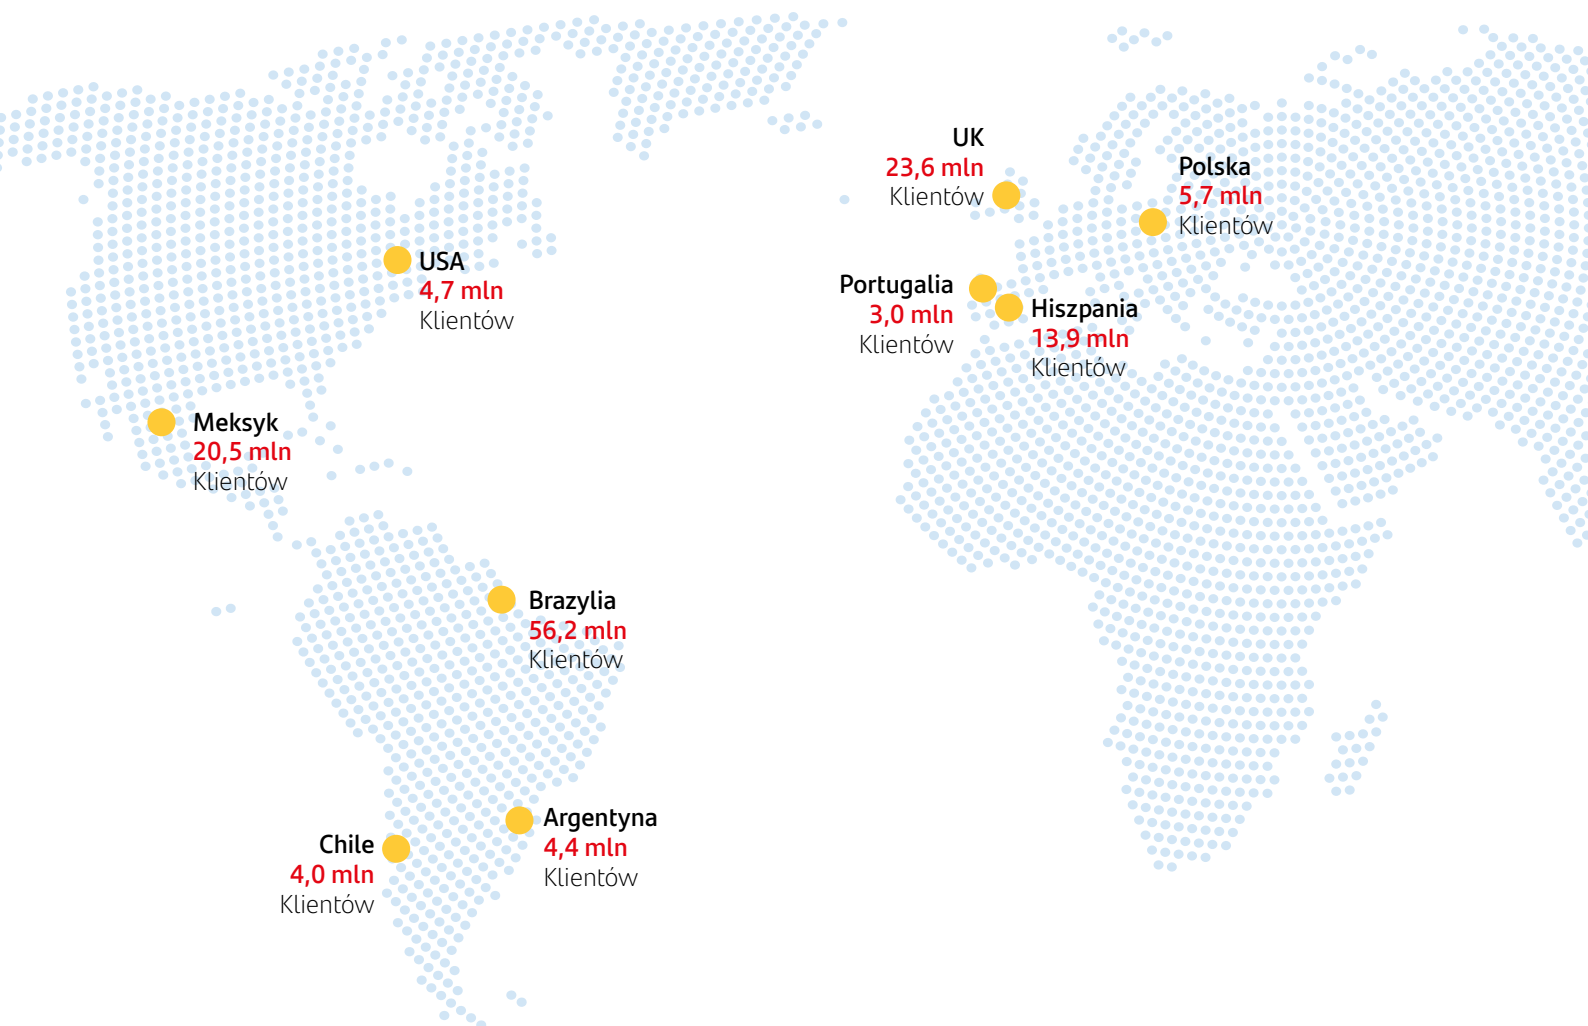 UK
23,6 mln
Klientów
Polska
5,7 mln
Klientów
USA
4,7 mln
Klientów
Portugalia
3,0 mln
Klientów
Hiszpania
13,9 mln
Klientów
Meksyk
20,5 mln
Klientów
Brazylia
56,2 mln
Klientów
Argentyna
4,4 mln
Klientów
Chile
4,0 mln
Klientów